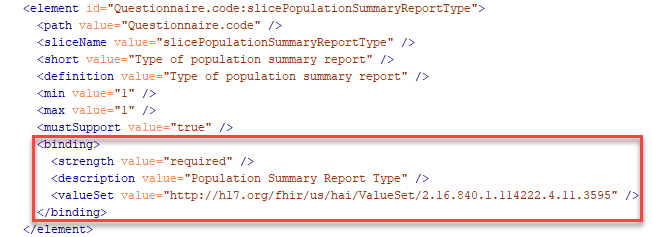 <element id="Questionnaire.code:slicePopulationSummaryReportType">
<path value="Questionnaire.code" />
<sliceName value="slicePopulationSummaryReportType" />
<short value="Type of population summary report" />
<definition value="Type of population summary report" />
<min value="1" />
<max value="1" />
<mustSupport value="true" />
<binding>
<strength value="required" />
<description value="Population Summary Report Type" />
<valueSet value="http://hl7.org/fhir/us/hai/ValueSet/2.16.840.1.114222.4.11.3595" />
</binding>
</element>